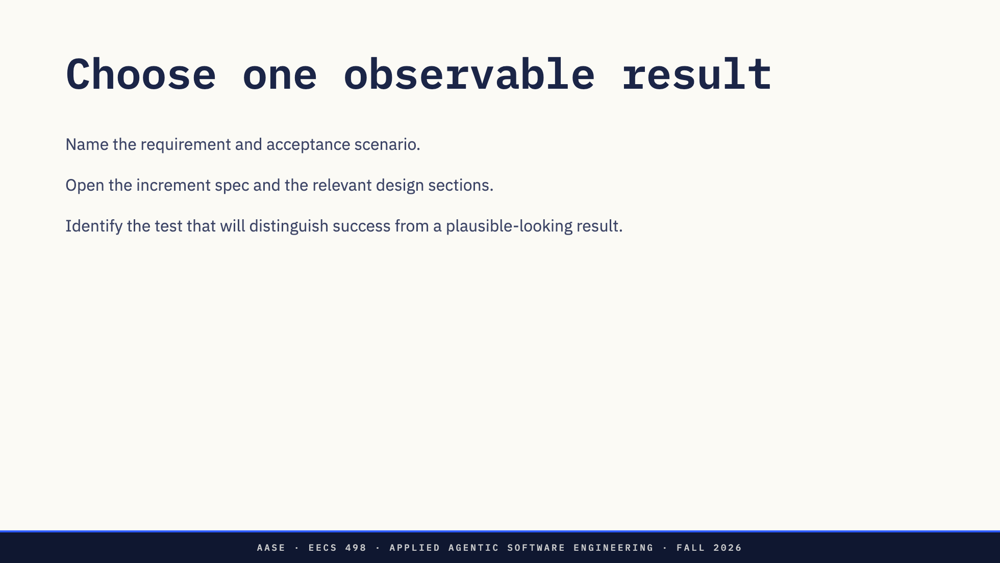 Choose one observable result
Name the requirement and acceptance scenario.
Open the increment spec and the relevant design sections.
Identify the test that will distinguish success from a plausible-looking result.
AASE · EECS 498 · APPLIED AGENTIC SOFTWARE ENGINEERING · FALL 2026